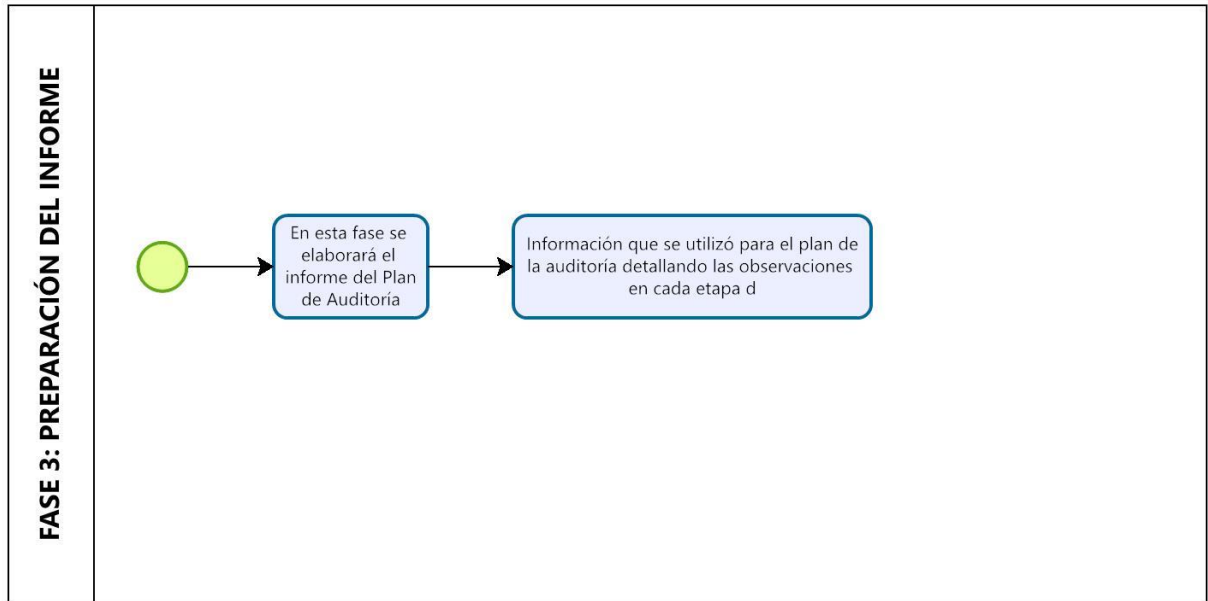 FASE 3: PREPARACIÓN DEL INFORME
En esta fase se
elaborará el
informe del Plan
de Auditoría
Información que se utilizó para el plan de
la auditoría detallando las observaciones
en cada etapa d